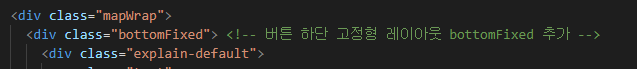 <div class="mapWrap">
<div class="bottomFixed"> <!-- 버튼 하단 고정형 레이아웃 bottomFixed 추가 -->
<div class="explain-default">